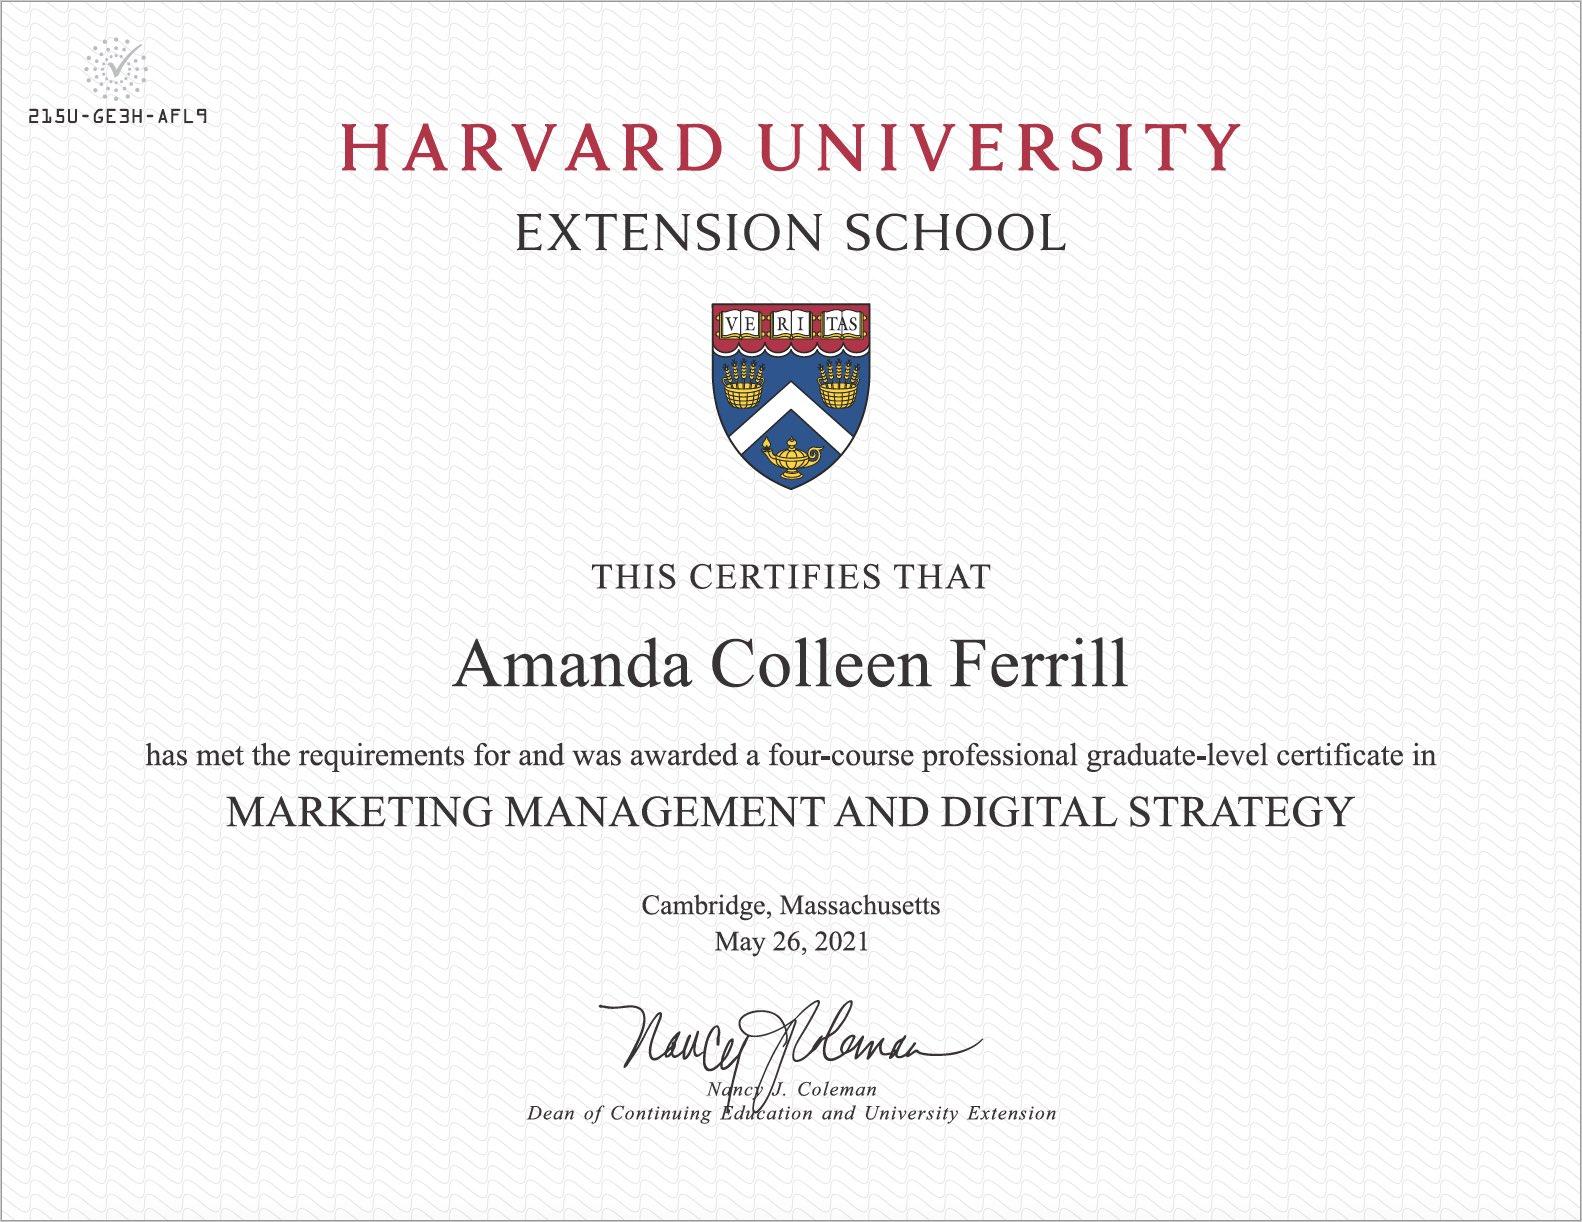 215U-GE3H-AFL9
HARVARD UNIVERSITY
EXTENSION SCHOOL
VE RI TAS
THIS CERTIFIES THAT
Amanda Colleen Ferrill
has met the requirements for and was awarded a four-course professional graduate-level certificate in
MARKETING MANAGEMENT AND DIGITAL STRATEGY
Cambridge, Massachusetts
May 26, 2021
Nancy J Coleman
Nancy J. Coleman
Dean of Continuing Education and University Extension